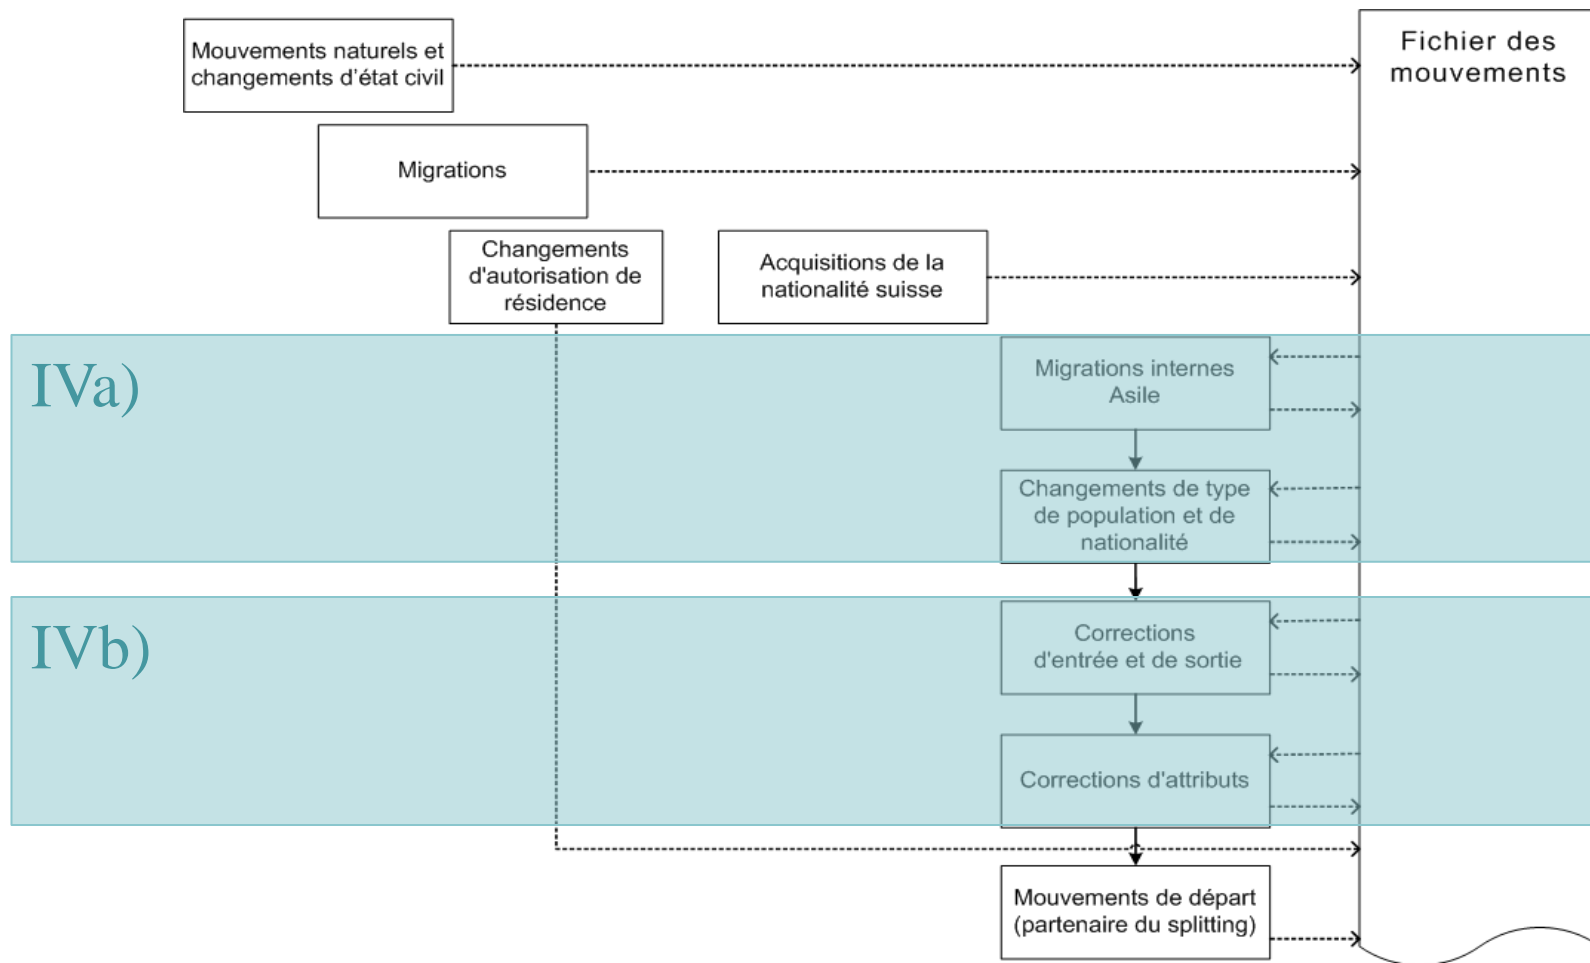 Mouvements naturels et
changements d'état civil
Fichier des
mouvements
Migrations
Changements
d'autorisation de
résidence
Acquisitions de la
nationalité suisse
IVa)
Migrations internes
Asile
Changements de type
de population et de
nationalité
IVb)
Corrections
d'entrée et de sortie
Corrections d'attributs
Mouvements de départ
(partenaire du splitting)